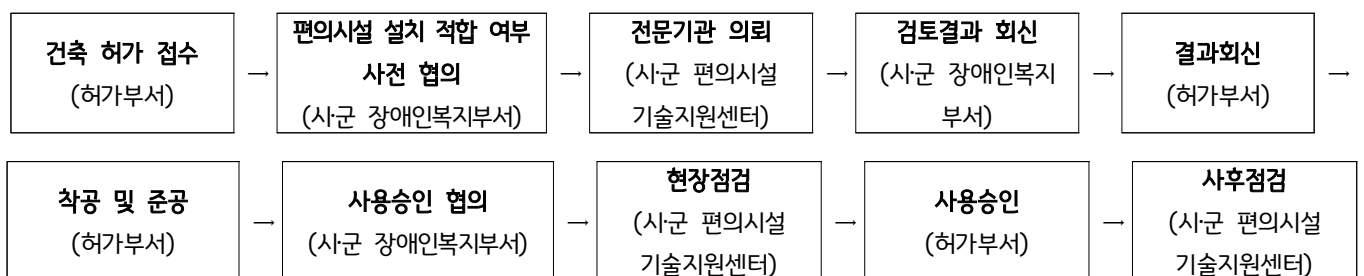 건축 허가 접수
(허가부서)
→
편의시설 설치 적합 여부
사전 협의
(시·군 장애인복지부서)
→
전문기관 의뢰
(시·군 편의시설
기술지원센터)
→
검토결과 회신
(시·군 장애인복지
부서)
→
결과회신
(허가부서)
→
착공 및 준공
(허가부서)
→
사용승인 협의
(시·군 장애인복지부서)
→
현장점검
(시·군 편의시설
기술지원센터)
→
사용승인
(허가부서)
→
사후점검
(시·군 편의시설
기술지원센터)